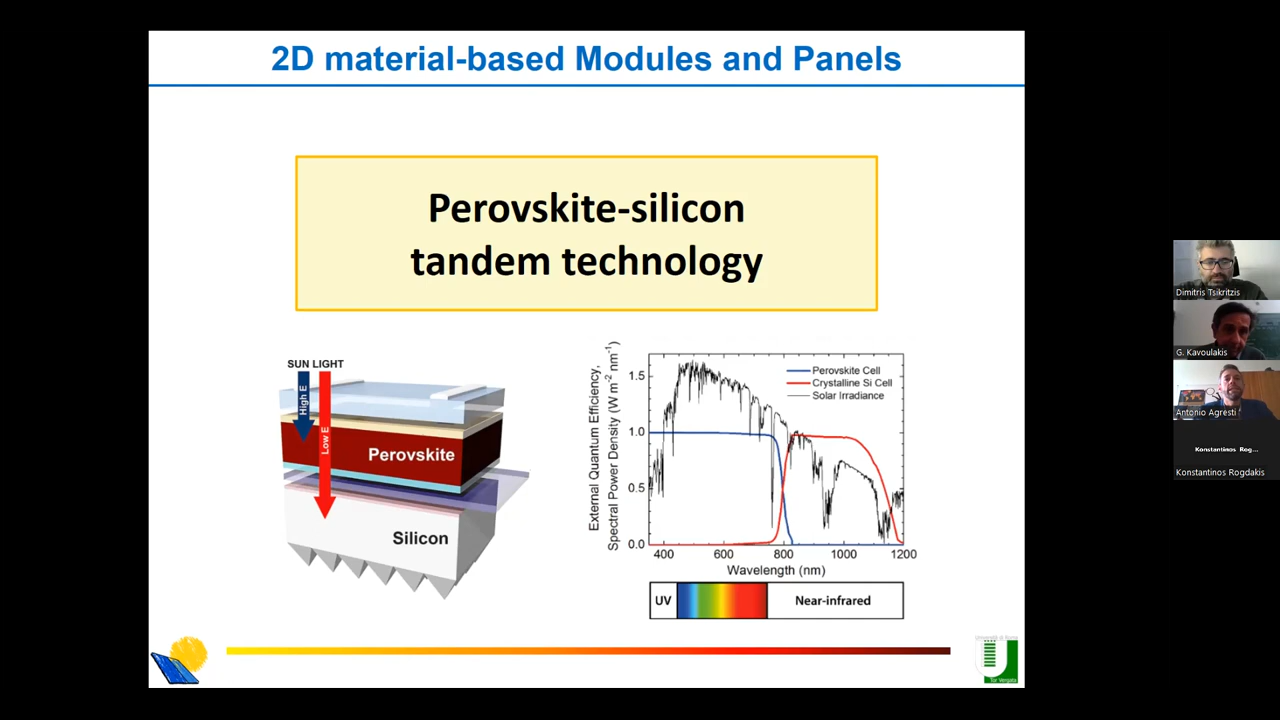 2D material-based Modules and Panels
Perovskite-silicon
tandem technology
SUN LIGHT
High E
Low E
Perovskite
Silicon
External Quantum Efficiency,
Spectral Power Density (W m⁻² nm⁻¹)
1.5
1.0
0.5
0.0
Perovskite Cell
Crystalline Si Cell
Solar Irradiance
400
600
800
1000
1200
Wavelength (nm)
UV
Near-infrared
Tor Vergata
Dimitris Tsikritzis
G. Kavoulakis
Antonio Agresti
Konstantinos Rog...
Konstantinos Rogdakis